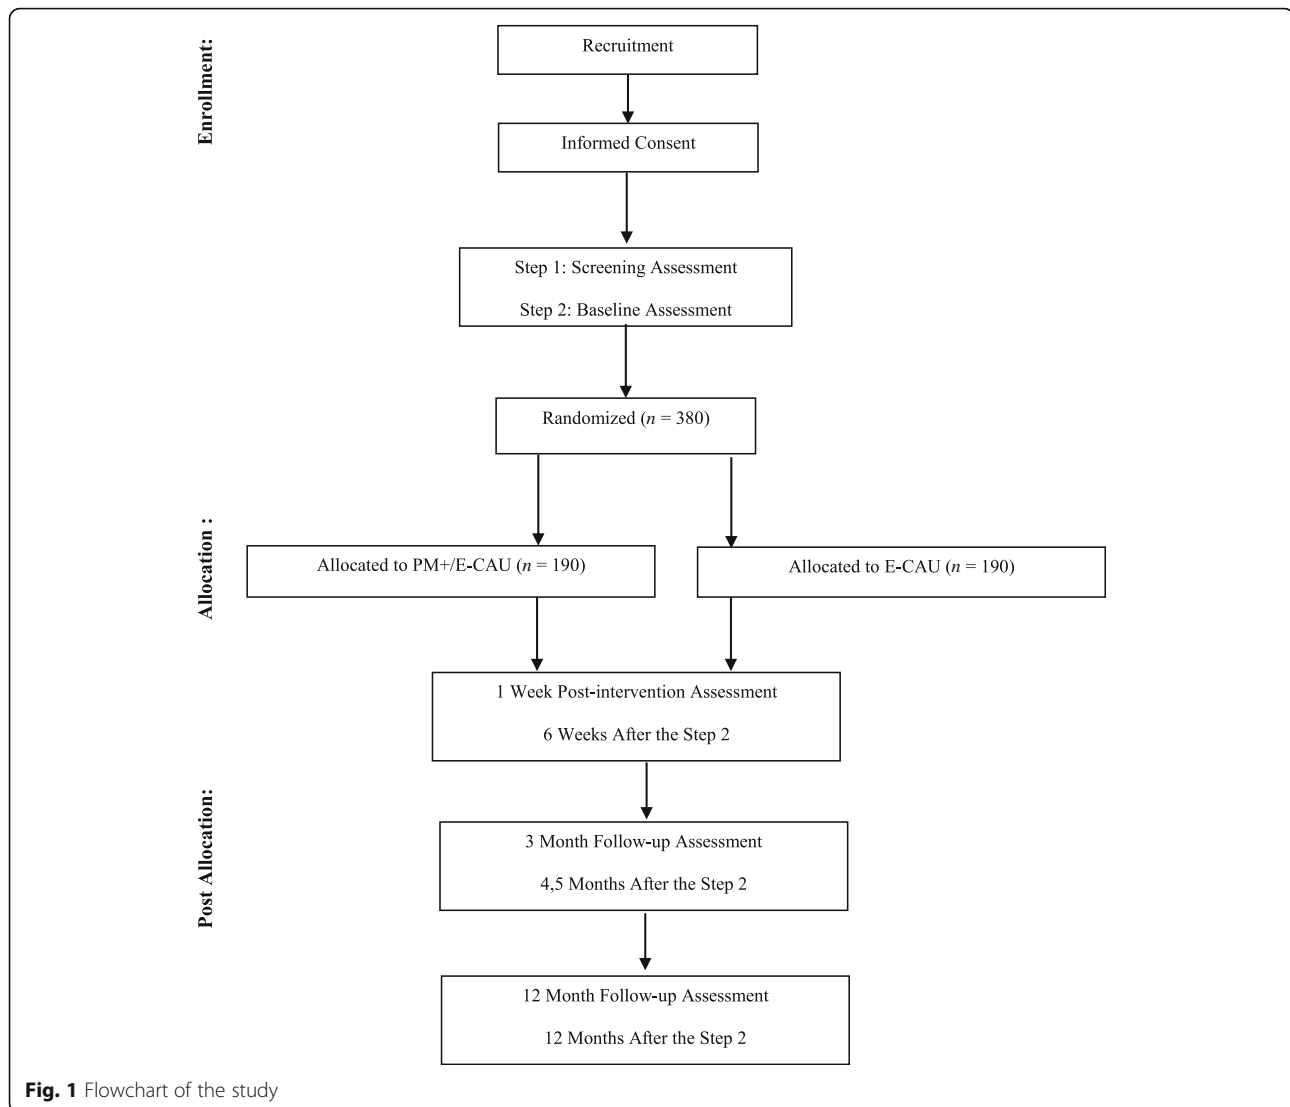 Enrollment:
Recruitment
Informed Consent
Step 1: Screening Assessment
Step 2: Baseline Assessment
Randomized (n = 380)
Allocation :
Allocated to PM+/E-CAU (n = 190)
Allocated to E-CAU (n = 190)
1 Week Post-intervention Assessment
6 Weeks After the Step 2
Post Allocation:
3 Month Follow-up Assessment
4,5 Months After the Step 2
12 Month Follow-up Assessment
12 Months After the Step 2
Fig. 1 Flowchart of the study